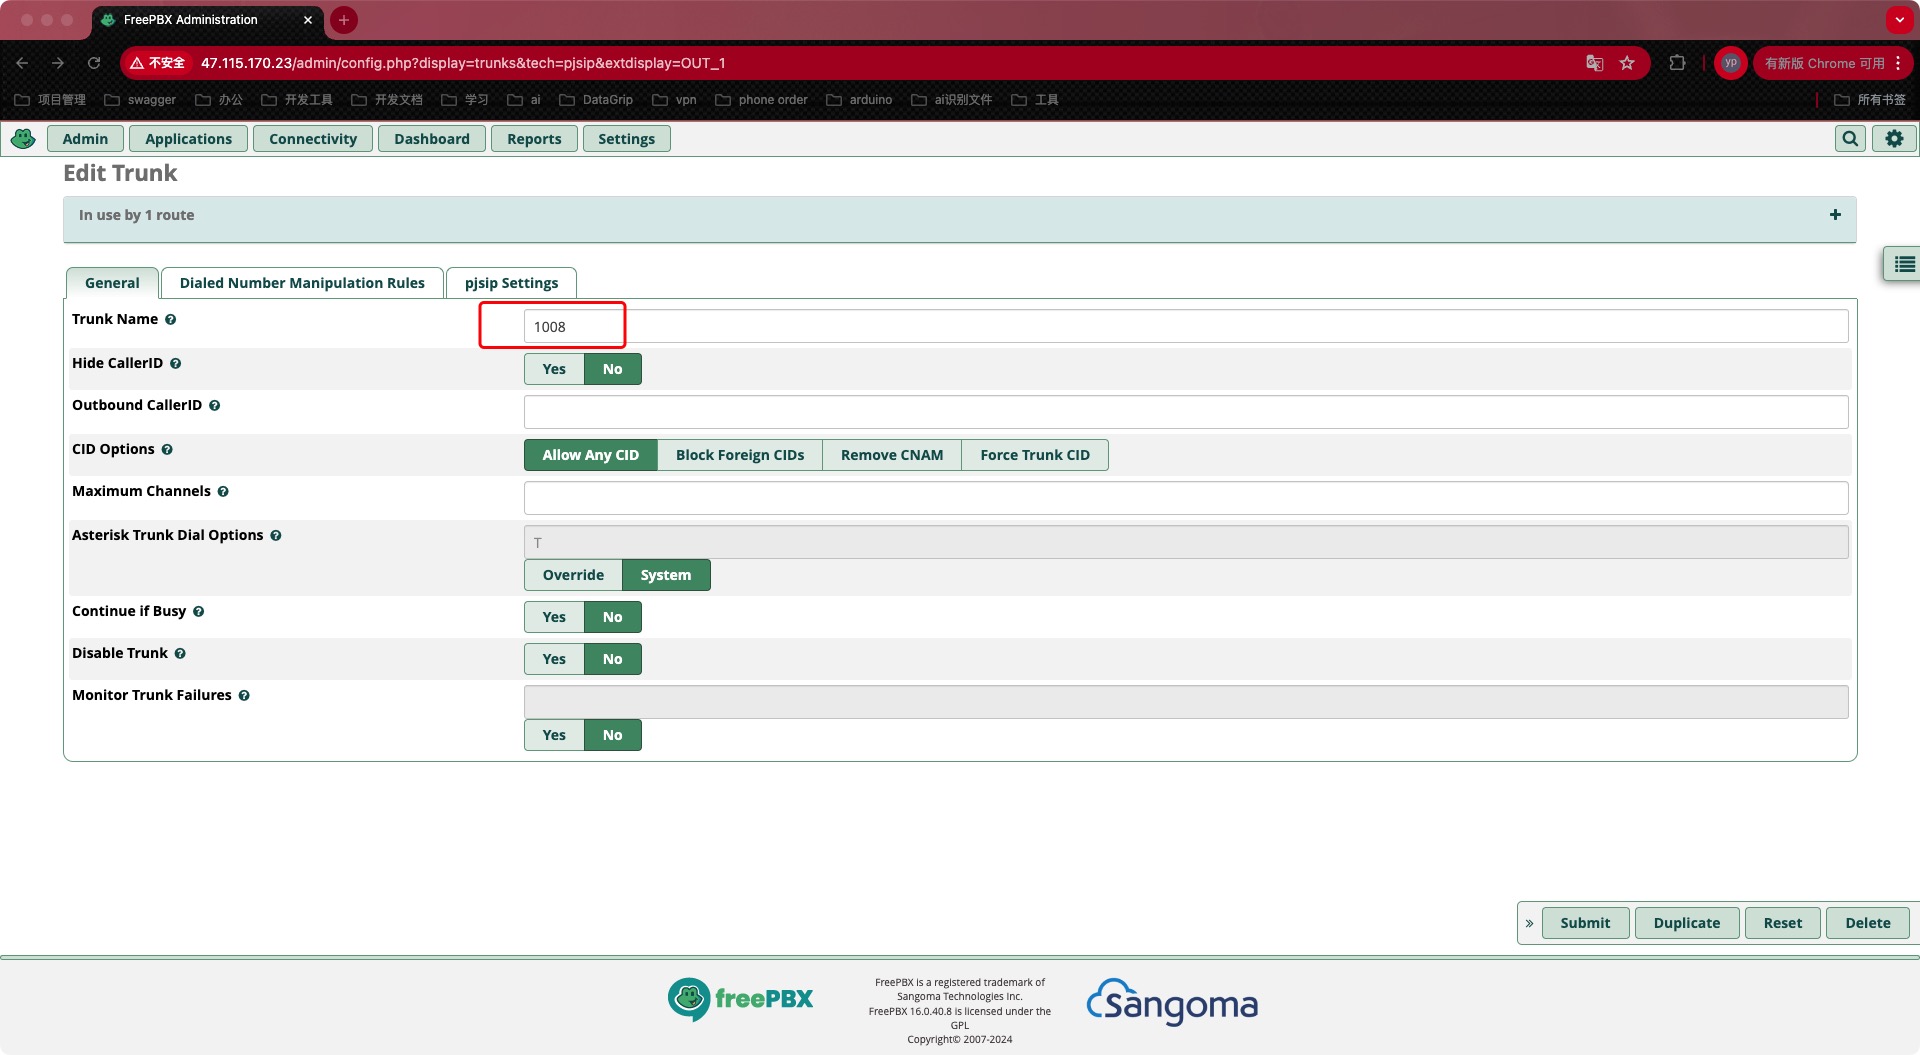 FreePBX Administration
不安全
47.115.170.23/admin/config.php?display=trunks&tech=pjsip&extdisplay=OUT_1
yp
有新版 Chrome 可用
项目管理 swagger 办公 开发工具 开发文档 学习 ai DataGrip vpn phone order arduino ai识别文件 工具 所有书签
Admin Applications Connectivity Dashboard Reports Settings
Edit Trunk
In use by 1 route
General Dialed Number Manipulation Rules pjsip Settings
Trunk Name
1008
Hide CallerID
Yes No
Outbound CallerID
CID Options
Allow Any CID Block Foreign CIDs Remove CNAM Force Trunk CID
Maximum Channels
Asterisk Trunk Dial Options
T
Override System
Continue if Busy
Yes No
Disable Trunk
Yes No
Monitor Trunk Failures
Yes No
» Submit Duplicate Reset Delete
freePBX
FreePBX is a registered trademark of
Sangoma Technologies Inc.
FreePBX 16.0.40.8 is licensed under the
GPL
Copyright© 2007-2024
Sangoma